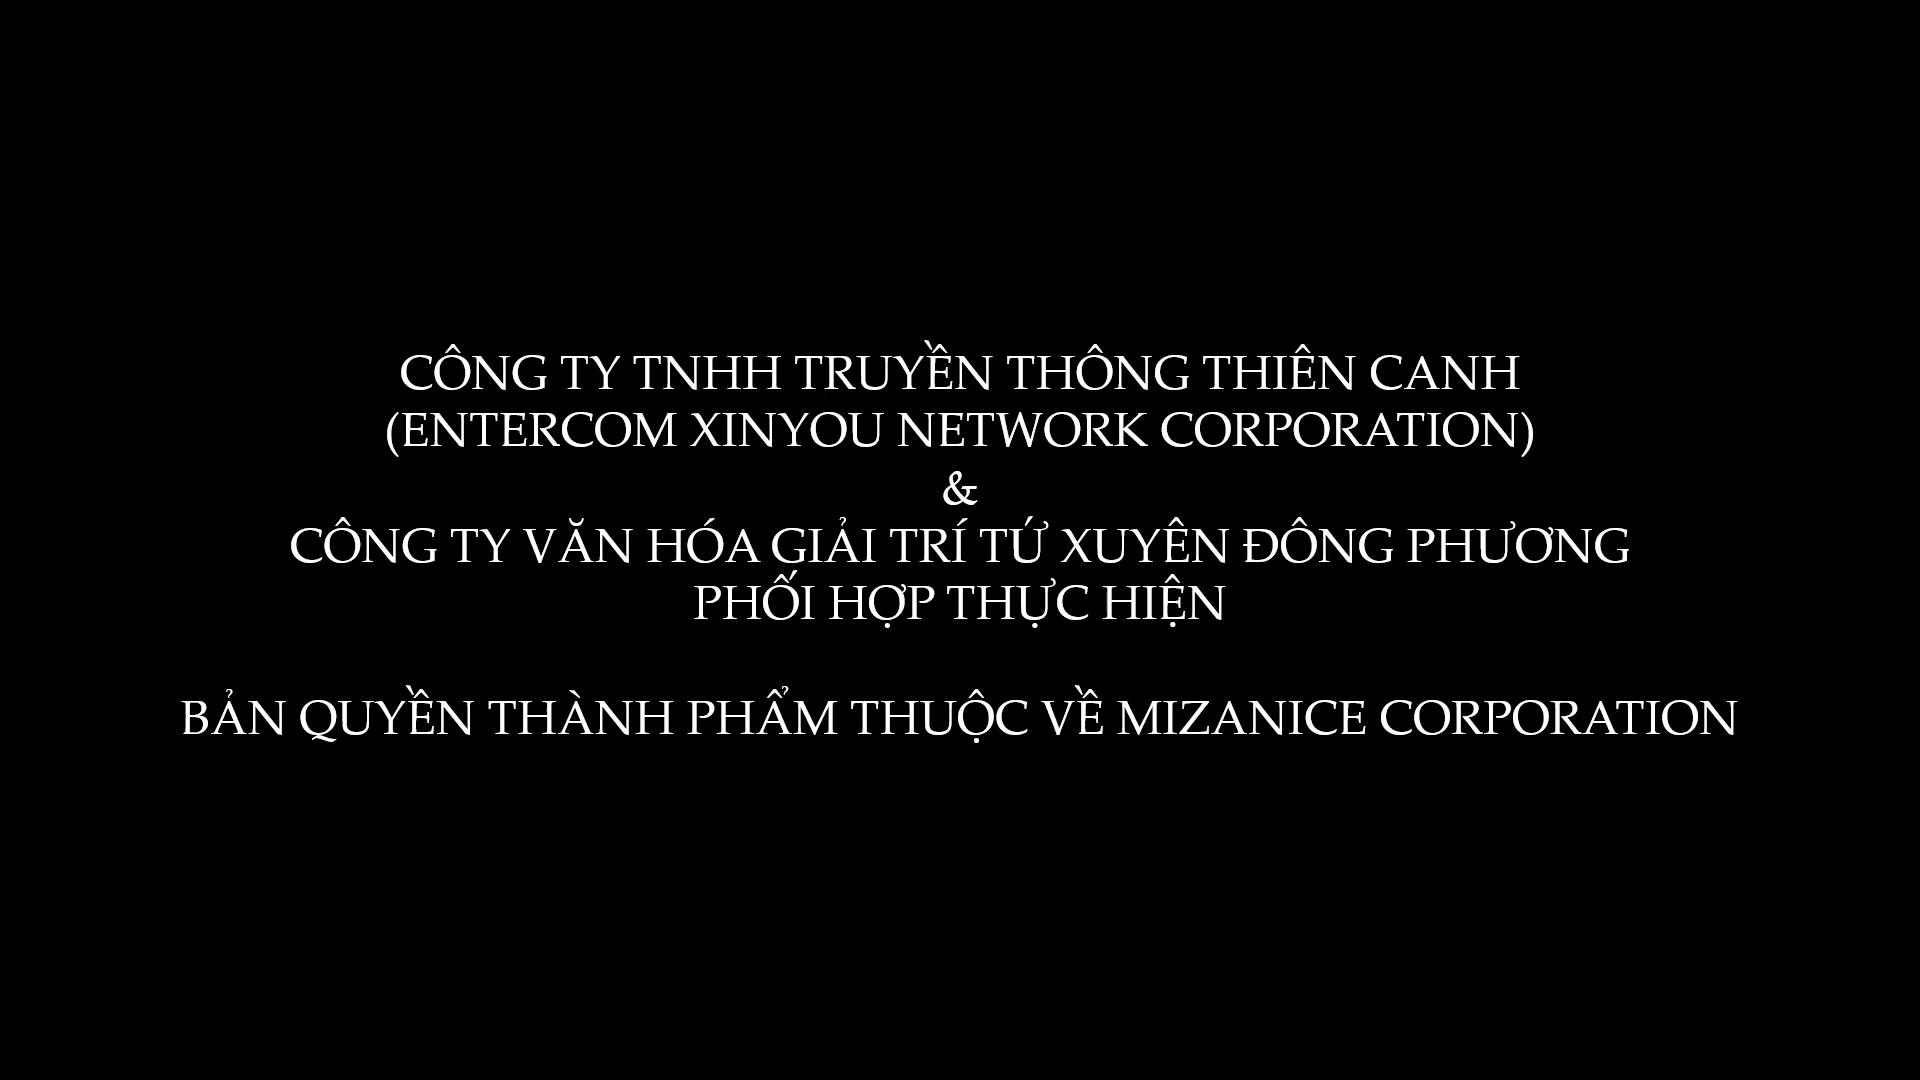 CÔNG TY TNHH TRUYỀN THÔNG THIÊN CANH
(ENTERCOM XINYOU NETWORK CORPORATION)
&
CÔNG TY VĂN HÓA GIẢI TRÍ TỨ XUYÊN ĐÔNG PHƯƠNG
PHỐI HỢP THỰC HIỆN
BẢN QUYỀN THÀNH PHẨM THUỘC VỀ MIZANICE CORPORATION